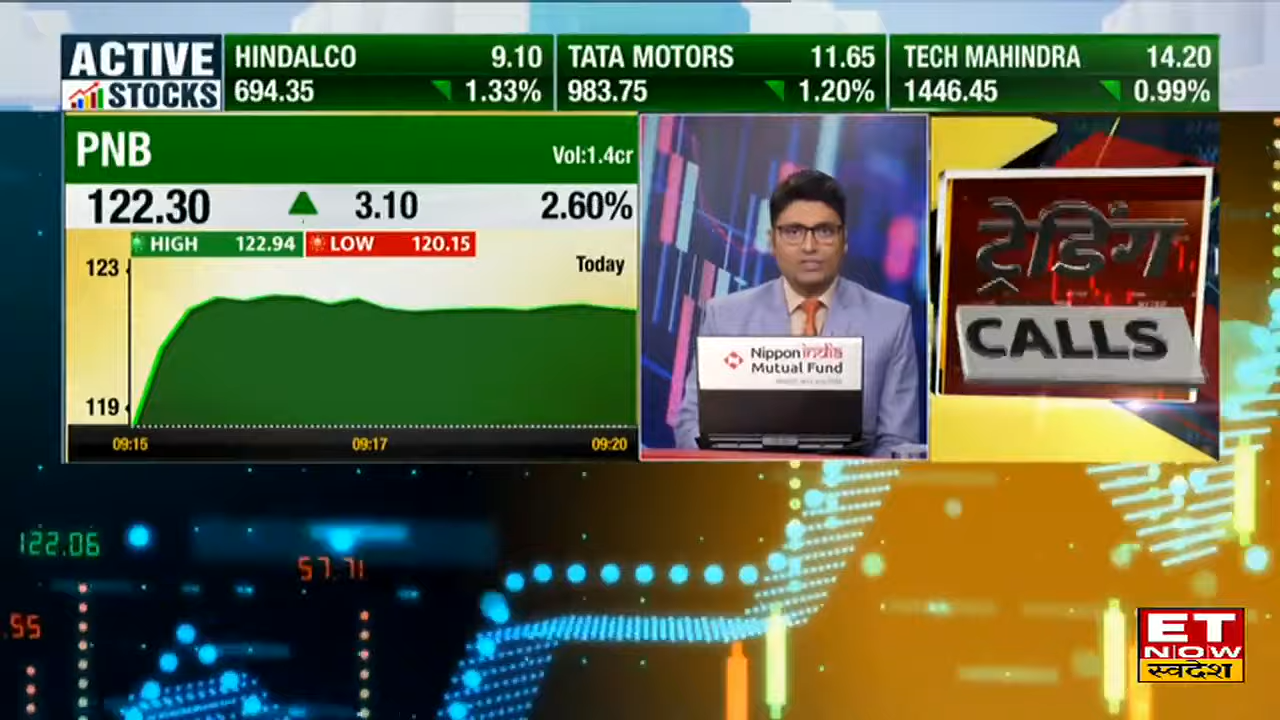 ACTIVE
STOCKS
HINDALCO 9.10
694.35 1.33%
TATA MOTORS 11.65
983.75 1.20%
TECH MAHINDRA 14.20
1446.45 0.99%
PNB
Vol:1.4cr
122.30 3.10 2.60%
HIGH 122.94 LOW 120.15
Today
123
119
09:15 09:17 09:20
Nippon india
Mutual Fund
ट्रेडिंग
CALLS
122.06
57.71
.55
ET
NOW
स्वदेश